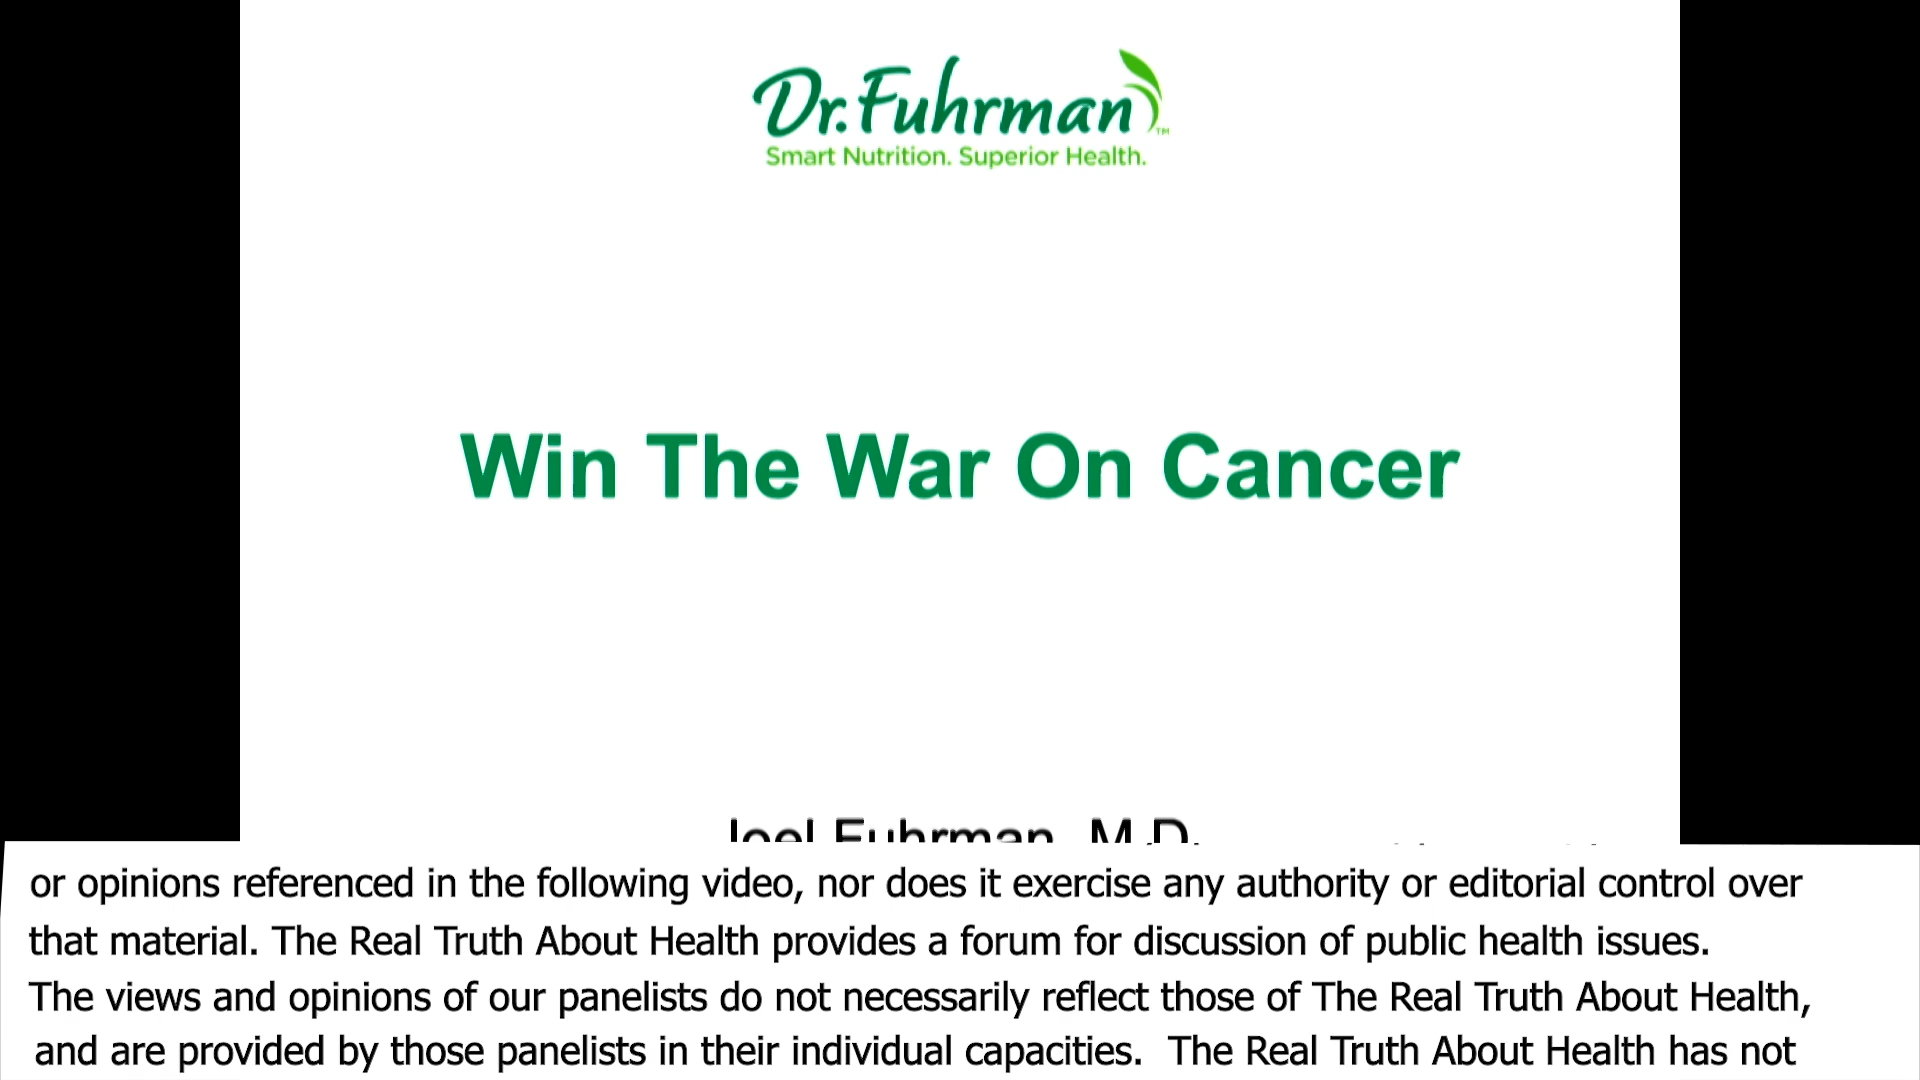 Dr. Fuhrman™
Smart Nutrition. Superior Health.
Win The War On Cancer
Joel Fuhrman, M.D.
or opinions referenced in the following video, nor does it exercise any authority or editorial control over
that material. The Real Truth About Health provides a forum for discussion of public health issues.
The views and opinions of our panelists do not necessarily reflect those of The Real Truth About Health,
and are provided by those panelists in their individual capacities. The Real Truth About Health has not